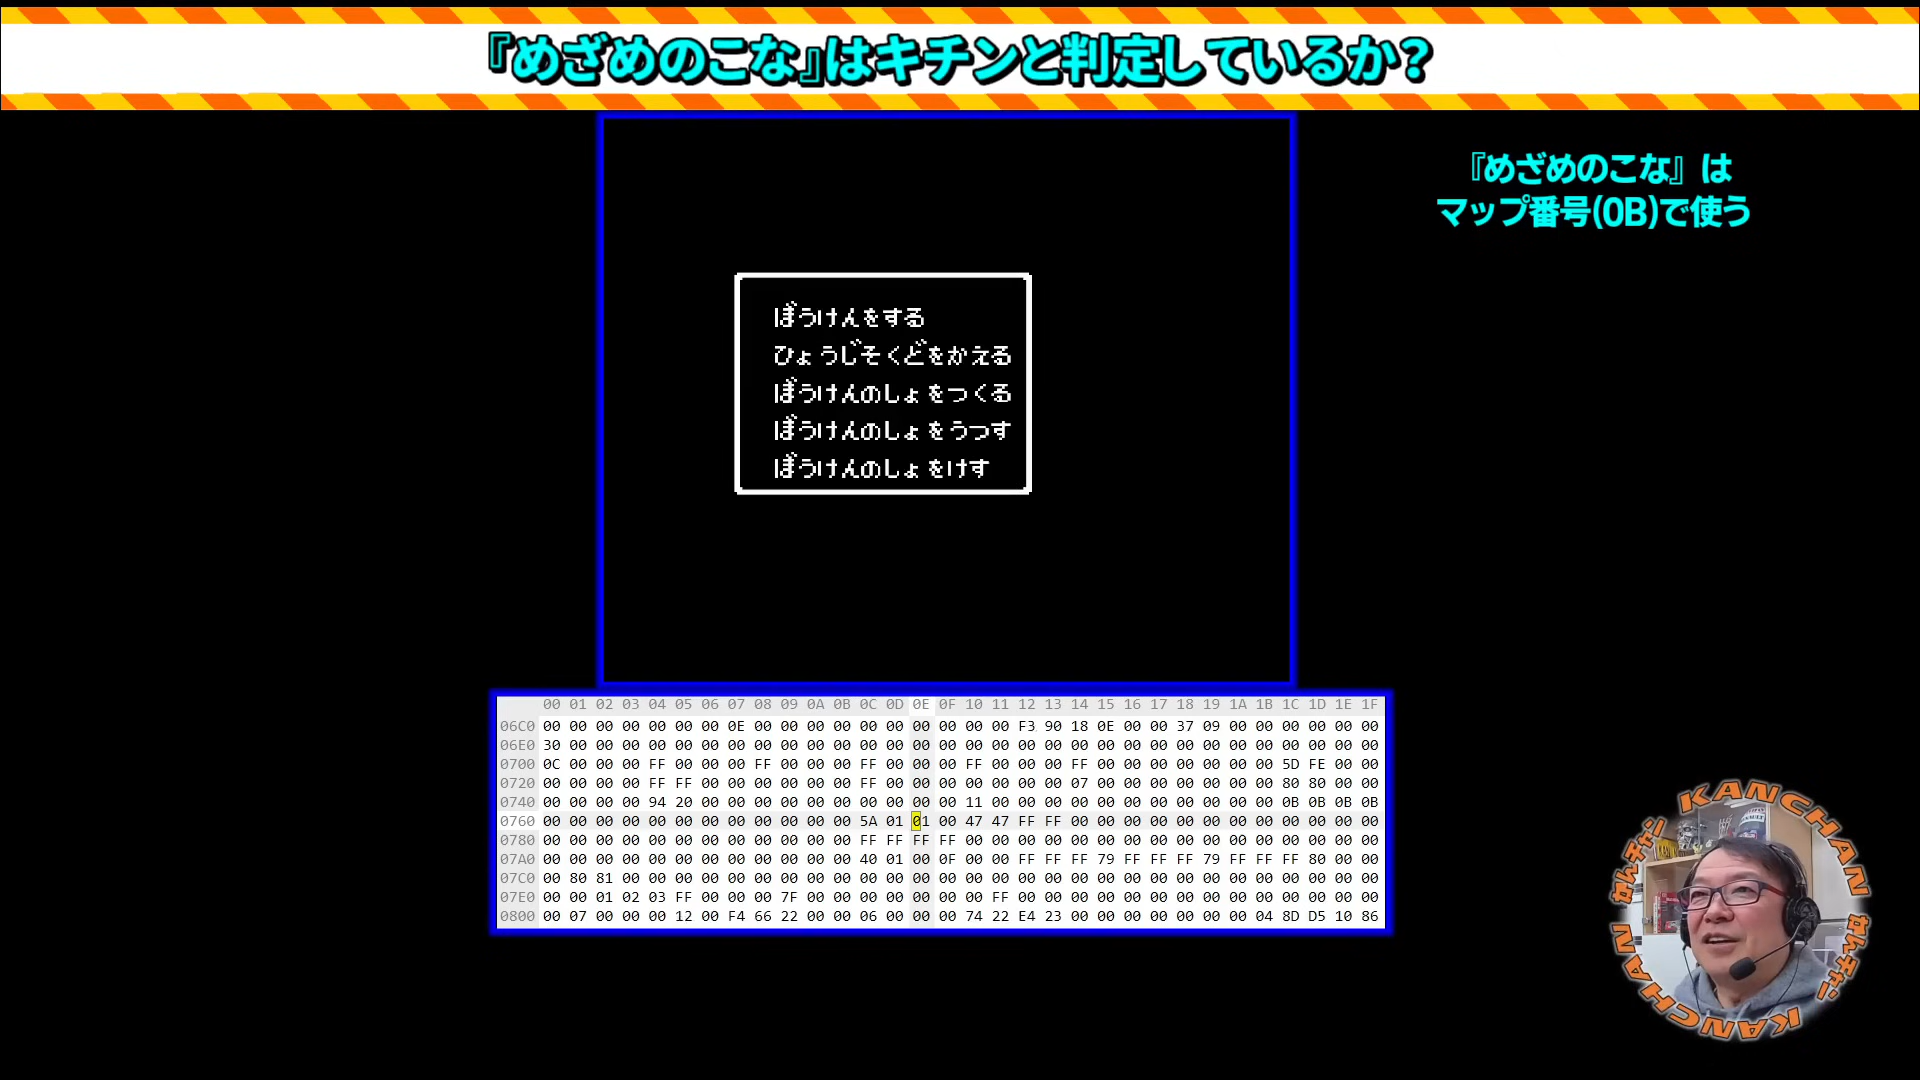 『めざめのこな』はキチンと判定しているか?
『めざめのこな』は
マップ番号(0B)で使う
ぼうけんをする
ひょうじそくどをかえる
ぼうけんのしょをつくる
ぼうけんのしょをうつす
ぼうけんのしょをけす
00 01 02 03 04 05 06 07 08 09 0A 0B 0C 0D 0E 0F 10 11 12 13 14 15 16 17 18 19 1A 1B 1C 1D 1E 1F
06C0 00 00 00 00 00 00 00 0E 00 00 00 00 00 00 00 00 00 00 F3 90 18 0E 00 00 37 09 00 00 00 00 00 00
06E0 30 00 00 00 00 00 00 00 00 00 00 00 00 00 00 00 00 00 00 00 00 00 00 00 00 00 00 00 00 00 00 00
0700 0C 00 00 00 FF 00 00 00 FF 00 00 00 FF 00 00 00 FF 00 00 00 FF 00 00 00 00 00 00 00 5D FE 00 00
0720 00 00 00 00 FF FF 00 00 00 00 00 00 FF 00 00 00 00 00 00 00 07 00 00 00 00 00 00 00 80 80 00 00
0740 00 00 00 00 94 20 00 00 00 00 00 00 00 00 00 00 11 00 00 00 00 00 00 00 00 00 00 00 0B 0B 0B 0B
0760 00 00 00 00 00 00 00 00 00 00 00 00 5A 01 01 00 47 47 FF FF 00 00 00 00 00 00 00 00 00 00 00 00
0780 00 00 00 00 00 00 00 00 00 00 00 00 FF FF FF FF 00 00 00 00 00 00 00 00 00 00 00 00 00 00 00 00
07A0 00 00 00 00 00 00 00 00 00 00 00 00 40 01 00 0F 00 00 FF FF FF 79 FF FF FF 79 FF FF FF 80 00 00
07C0 00 80 81 00 00 00 00 00 00 00 00 00 00 00 00 00 00 00 00 00 00 00 00 00 00 00 00 00 00 00 00 00
07E0 00 00 01 02 03 FF 00 00 00 7F 00 00 00 00 00 00 00 FF 00 00 00 00 00 00 00 00 00 00 00 00 00 00
0800 00 07 00 00 00 12 00 F4 66 22 00 00 06 00 00 00 74 22 E4 23 00 00 00 00 00 00 00 04 8D D5 10 86
KANCHAN
かんチャン
KANCHAN
かんチャン